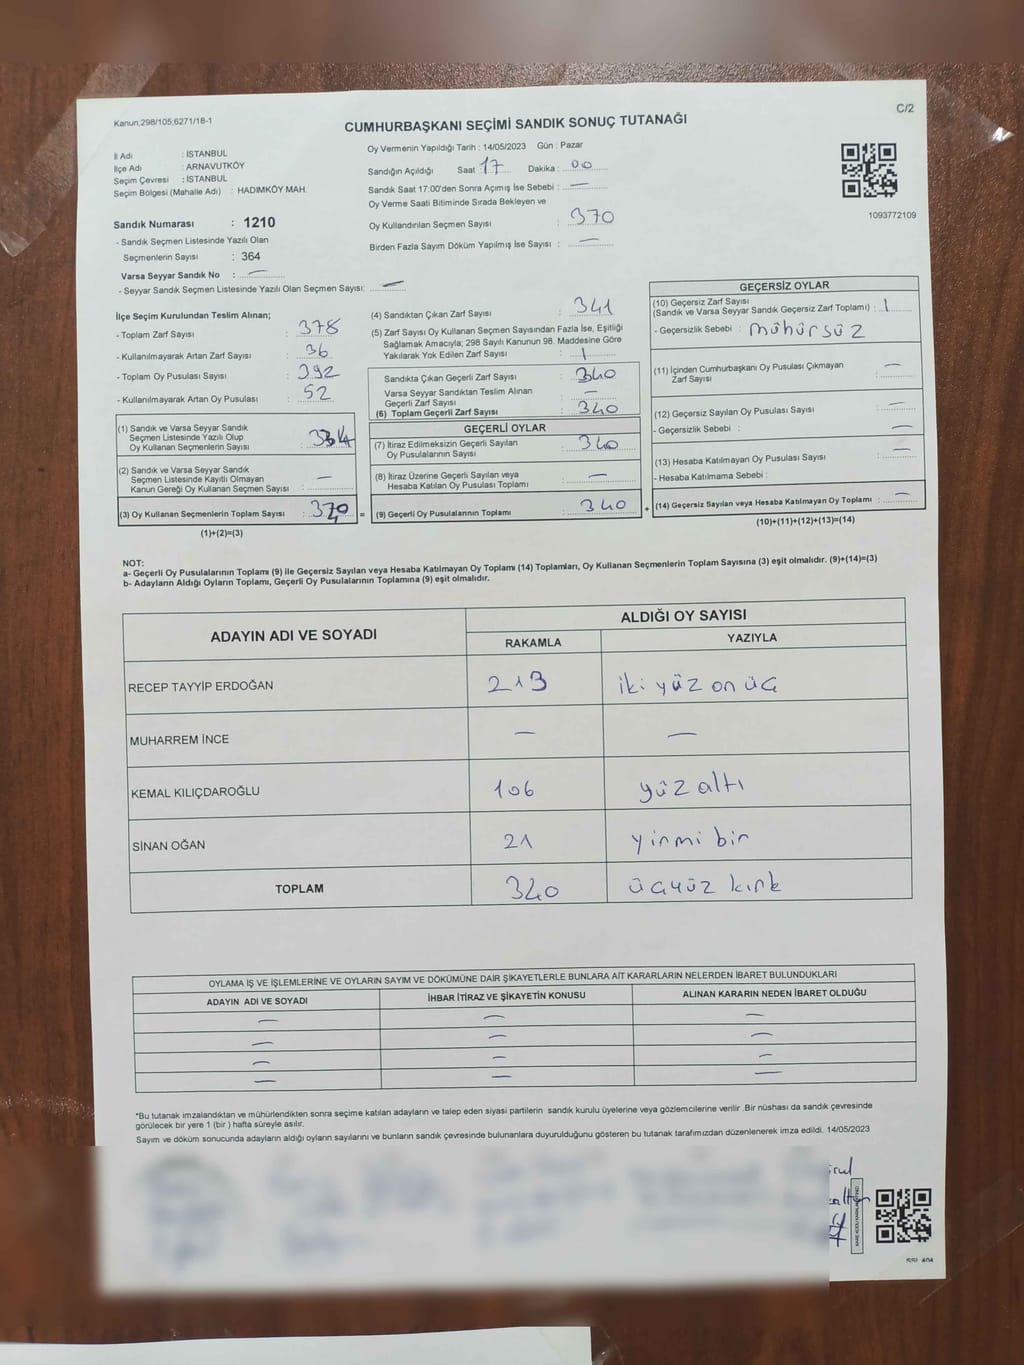 Kanun;298/105;6271/18-1
C/2
CUMHURBAŞKANI SEÇİMİ SANDIK SONUÇ TUTANAĞI
İl Adı : İSTANBUL
İlçe Adı : ARNAVUTKÖY
Seçim Çevresi : İSTANBUL
Seçim Bölgesi (Mahalle Adı) : HADIMKÖY MAH.
Sandık Numarası : 1210
- Sandık Seçmen Listesinde Yazılı Olan
Seçmenlerin Sayısı : 364
Varsa Seyyar Sandık No : —
- Seyyar Sandık Seçmen Listesinde Yazılı Olan Seçmen Sayısı: —
Oy Vermenin Yapıldığı Tarih : 14/05/2023 Gün : Pazar
Sandığın Açıldığı Saat : 17 Dakika : 00
Sandık Saat 17:00'den Sonra Açımış İse Sebebi : —
Oy Verme Saati Bitiminde Sırada Bekleyen ve
Oy Kullandırılan Seçmen Sayısı : 370
Birden Fazla Sayım Döküm Yapılmış İse Sayısı : —
1093772109
İlçe Seçim Kurulundan Teslim Alınan;
- Toplam Zarf Sayısı : 378
- Kullanılmayarak Artan Zarf Sayısı : 36
- Toplam Oy Pusulası Sayısı : 392
- Kullanılmayarak Artan Oy Pusulası : 52
(1) Sandık ve Varsa Seyyar Sandık
Seçmen Listesinde Yazılı Olup
Oy Kullanan Seçmenlerin Sayısı :
(2) Sandık ve Varsa Seyyar Sandık
Seçmen Listesinde Kayıtlı Olmayan
Kanun Gereği Oy Kullanan Seçmen Sayısı : —
(3) Oy Kullanan Seçmenlerin Toplam Sayısı : =
(1)+(2)=(3)
(4) Sandıktan Çıkan Zarf Sayısı : 341
(5) Zarf Sayısı Oy Kullanan Seçmen Sayısından Fazla İse, Eşitliği
Sağlamak Amacıyla; 298 Sayılı Kanunun 98. Maddesine Göre
Yakılarak Yok Edilen Zarf Sayısı : 1
Sandıkta Çıkan Geçerli Zarf Sayısı : 340
Varsa Seyyar Sandıktan Teslim Alınan
Geçerli Zarf Sayısı : —
(6) Toplam Geçerli Zarf Sayısı : 340
GEÇERLİ OYLAR
(7) İtiraz Edilmeksizin Geçerli Sayılan
Oy Pusulalarının Sayısı : 340
(8) İtiraz Üzerine Geçerli Sayılan veya
Hesaba Katılan Oy Pusulası Toplamı : —
(9) Geçerli Oy Pusulalarının Toplamı : 340 +
GEÇERSİZ OYLAR
(10) Geçersiz Zarf Sayısı
(Sandık ve Varsa Seyyar Sandık Geçersiz Zarf Toplamı) : 1
- Geçersizlik Sebebi : mühürsüz
(11) İçinden Cumhurbaşkanı Oy Pusulası Çıkmayan
Zarf Sayısı : —
(12) Geçersiz Sayılan Oy Pusulası Sayısı : —
- Geçersizlik Sebebi : —
(13) Hesaba Katılmayan Oy Pusulası Sayısı : —
- Hesaba Katılmama Sebebi :
(14) Geçersiz Sayılan veya Hesaba Katılmayan Oy Toplamı : —
(10)+(11)+(12)+(13)=(14)
NOT:
a- Geçerli Oy Pusulalarının Toplamı (9) ile Geçersiz Sayılan veya Hesaba Katılmayan Oy Toplamı (14) Toplamları, Oy Kullanan Seçmenlerin Toplam Sayısına (3) eşit olmalıdır. (9)+(14)=(3)
b- Adayların Aldığı Oyların Toplamı, Geçerli Oy Pusulalarının Toplamına (9) eşit olmalıdır.
ADAYIN ADI VE SOYADI ALDIĞI OY SAYISI
RAKAMLA YAZIYLA
RECEP TAYYİP ERDOĞAN 213 iki yüz on üç
MUHARREM İNCE — —
KEMAL KILIÇDAROĞLU 106 yüz altı
SİNAN OĞAN 21 yirmi bir
TOPLAM 340 üçyüz kırk
OYLAMA İŞ VE İŞLEMLERİNE VE OYLARIN SAYIM VE DÖKÜMÜNE DAİR ŞİKAYETLERLE BUNLARA AİT KARARLARIN NELERDEN İBARET BULUNDUKLARI
ADAYIN ADI VE SOYADI İHBAR İTİRAZ VE ŞİKAYETİN KONUSU ALINAN KARARIN NEDEN İBARET OLDUĞU
— — —
— — —
— — —
— — —
*Bu tutanak imzalandıktan ve mühürlendikten sonra seçime katılan adayların ve talep eden siyasi partilerin sandık kurulu üyelerine veya gözlemcilerine verilir .Bir nüshası da sandık çevresinde
görülecek bir yere 1 (bir ) hafta süreyle asılır.
Sayım ve döküm sonucunda adayların aldığı oyların sayılarını ve bunların sandık çevresinde bulunanlara duyurulduğunu gösteren bu tutanak tarafımızdan düzenlenerek imza edildi. 14/05/2023